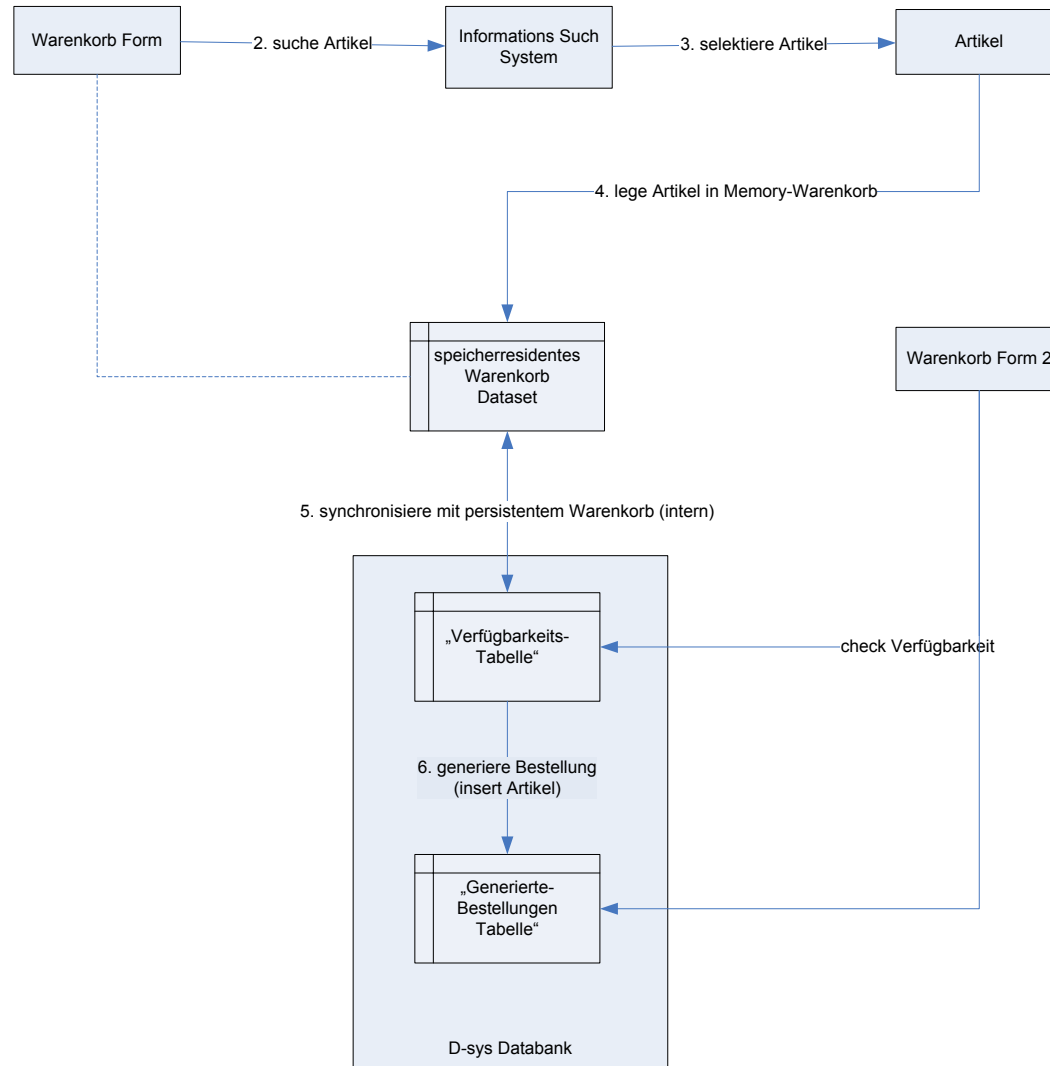 Warenkorb Form
2. suche Artikel
Informations Such
System
3. selektiere Artikel
Artikel
4. lege Artikel in Memory-Warenkorb
speicherresidentes
Warenkorb
Dataset
Warenkorb Form 2
5. synchronisiere mit persistentem Warenkorb (intern)
„Verfügbarkeits-
Tabelle“
check Verfügbarkeit
6. generiere Bestellung
(insert Artikel)
„Generierte-
Bestellungen
Tabelle“
D-sys Databank